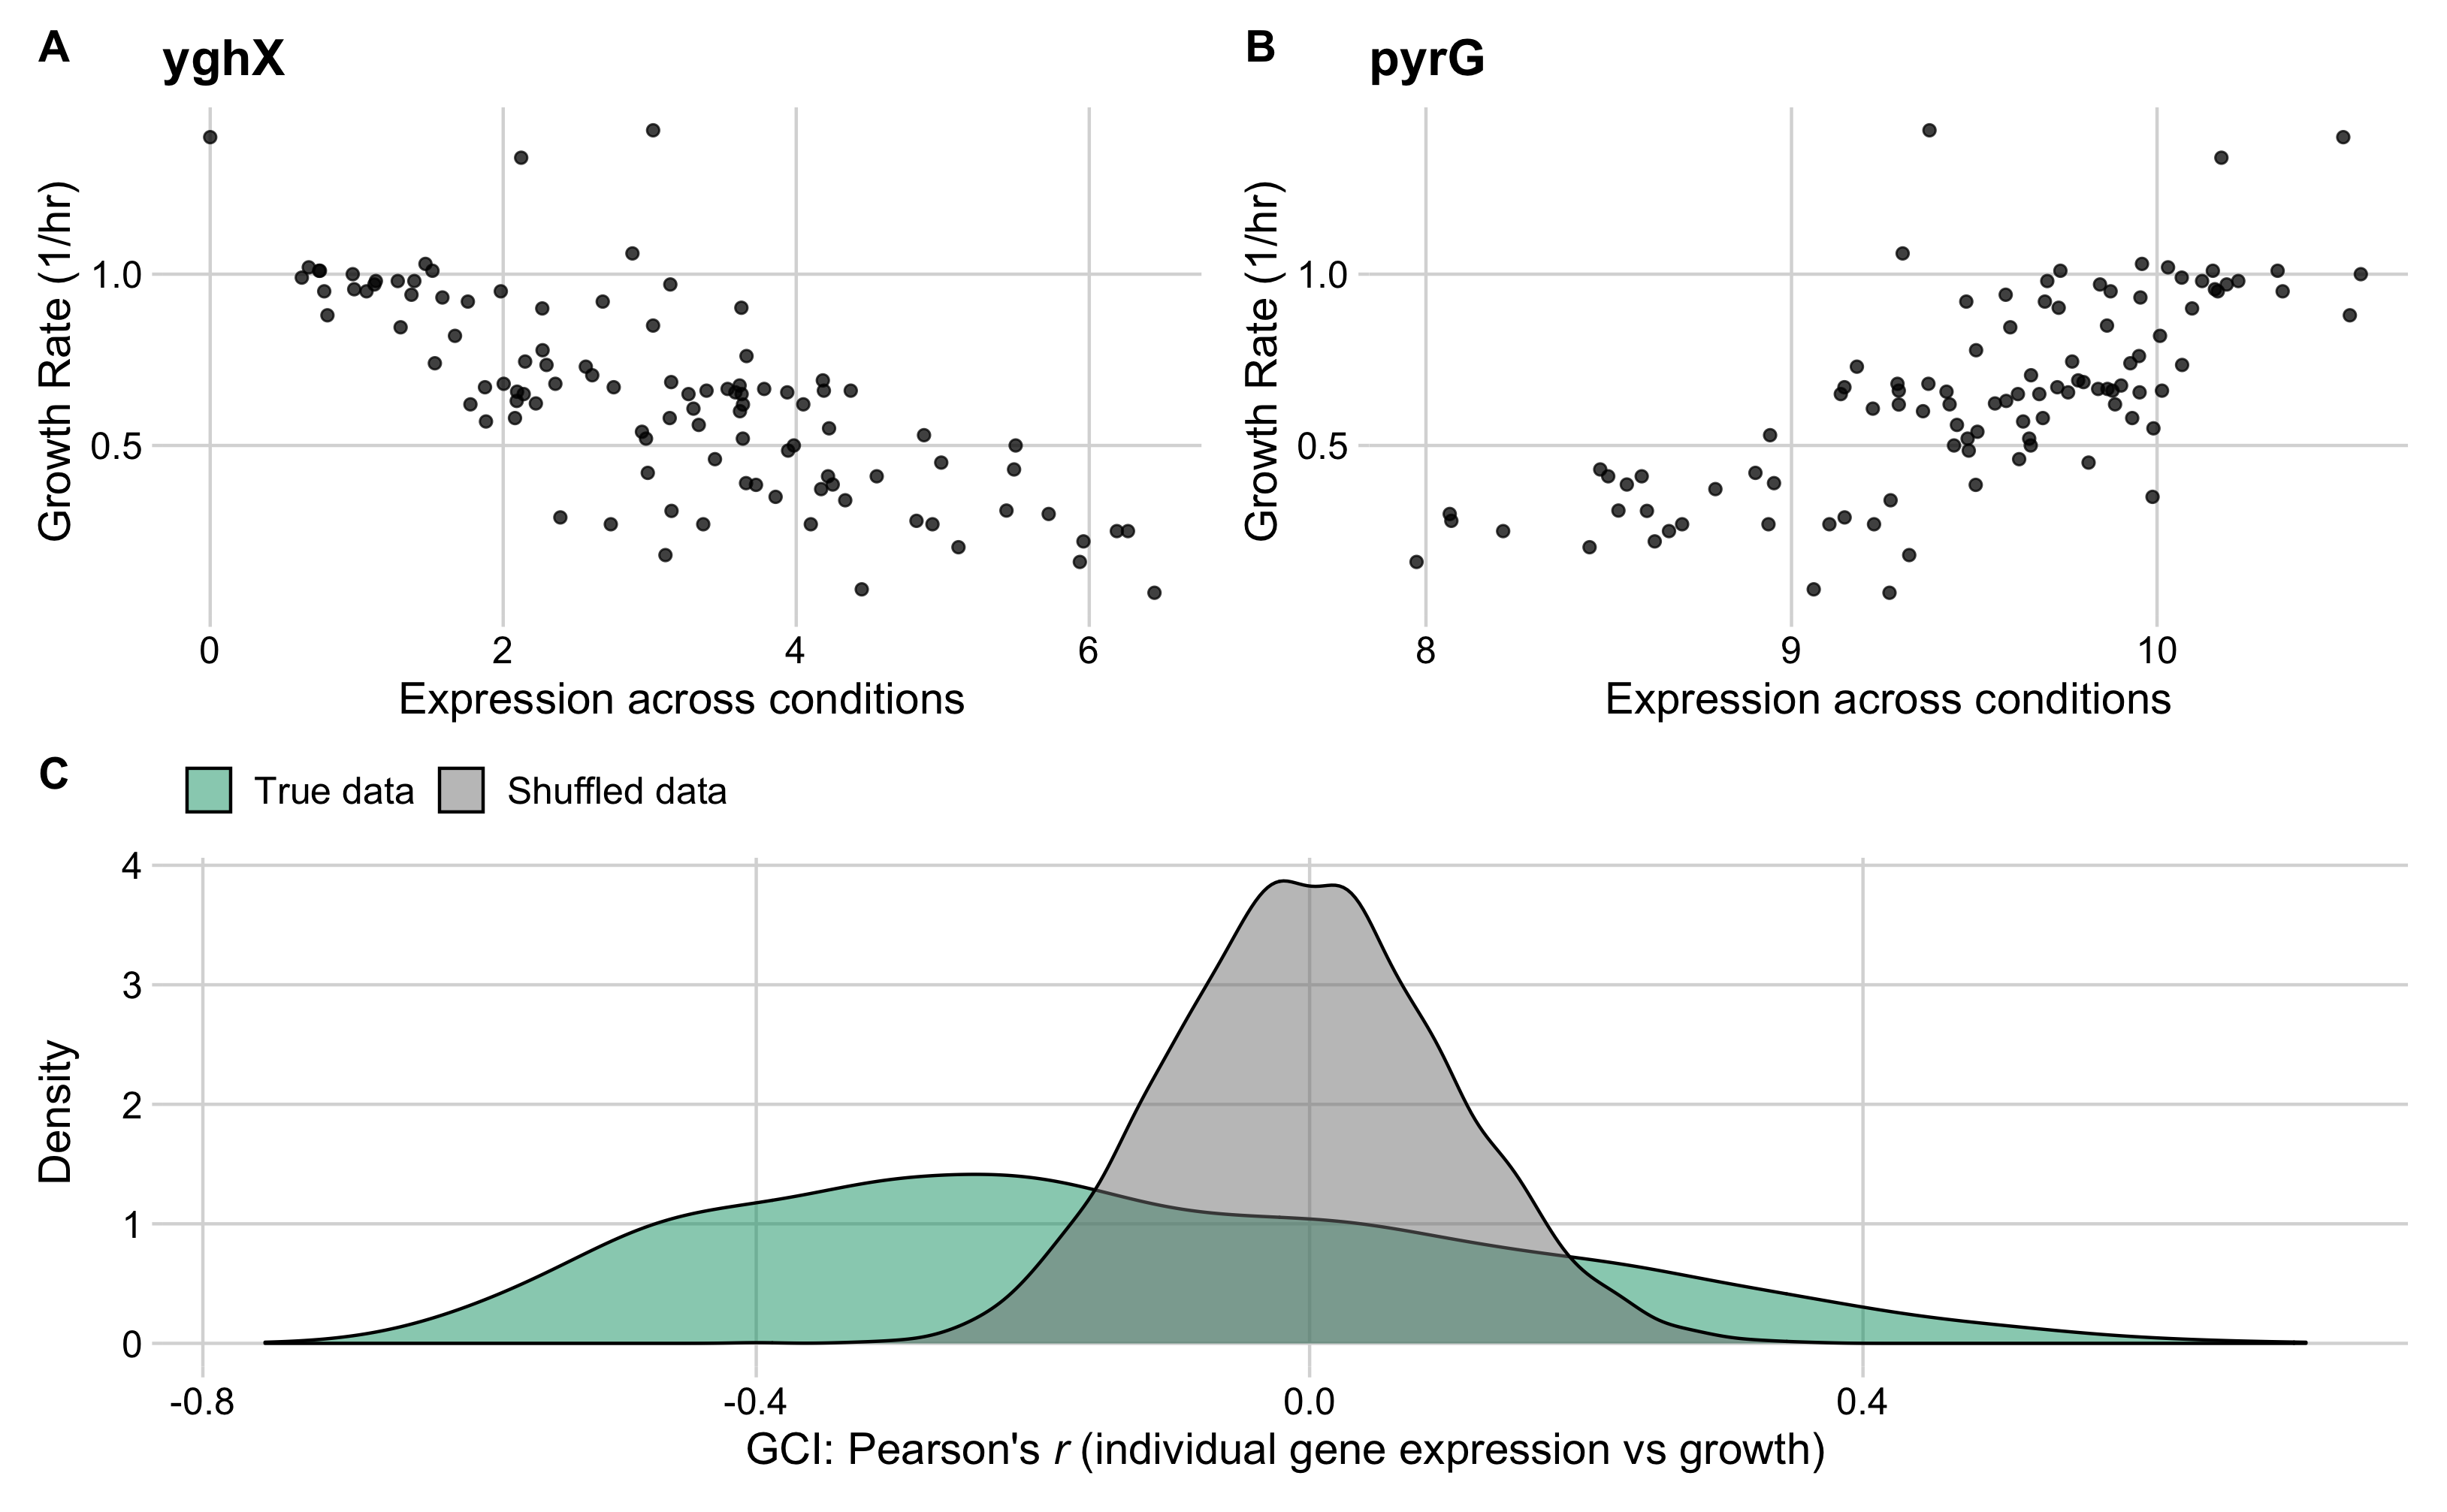 A
yghX
Growth Rate (1/hr)
1.0
0.5
0
2
4
6
Expression across conditions
B
pyrG
Growth Rate (1/hr)
1.0
0.5
8
9
10
Expression across conditions
C
True data
Shuffled data
Density
4
3
2
1
0
-0.8
-0.4
0.0
0.4
GCI: Pearson's r (individual gene expression vs growth)